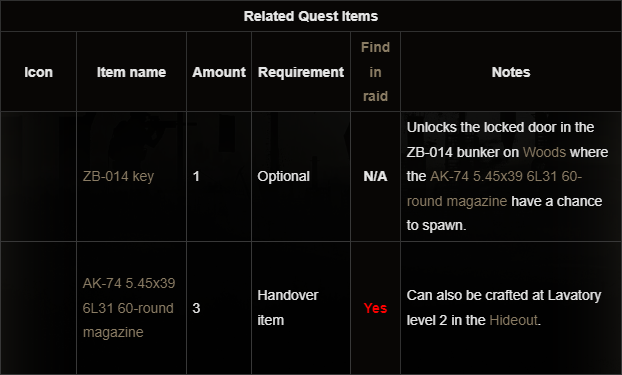 Related Quest Items
Icon
Item name
Amount
Requirement
Find
in
raid
Notes
ZB-014 key
1
Optional
N/A
Unlocks the locked door in the
ZB-014 bunker on Woods where
the AK-74 5.45x39 6L31 60-
round magazine have a chance
to spawn.
AK-74 5.45x39
6L31 60-round
magazine
3
Handover
item
Yes
Can also be crafted at Lavatory
level 2 in the Hideout.